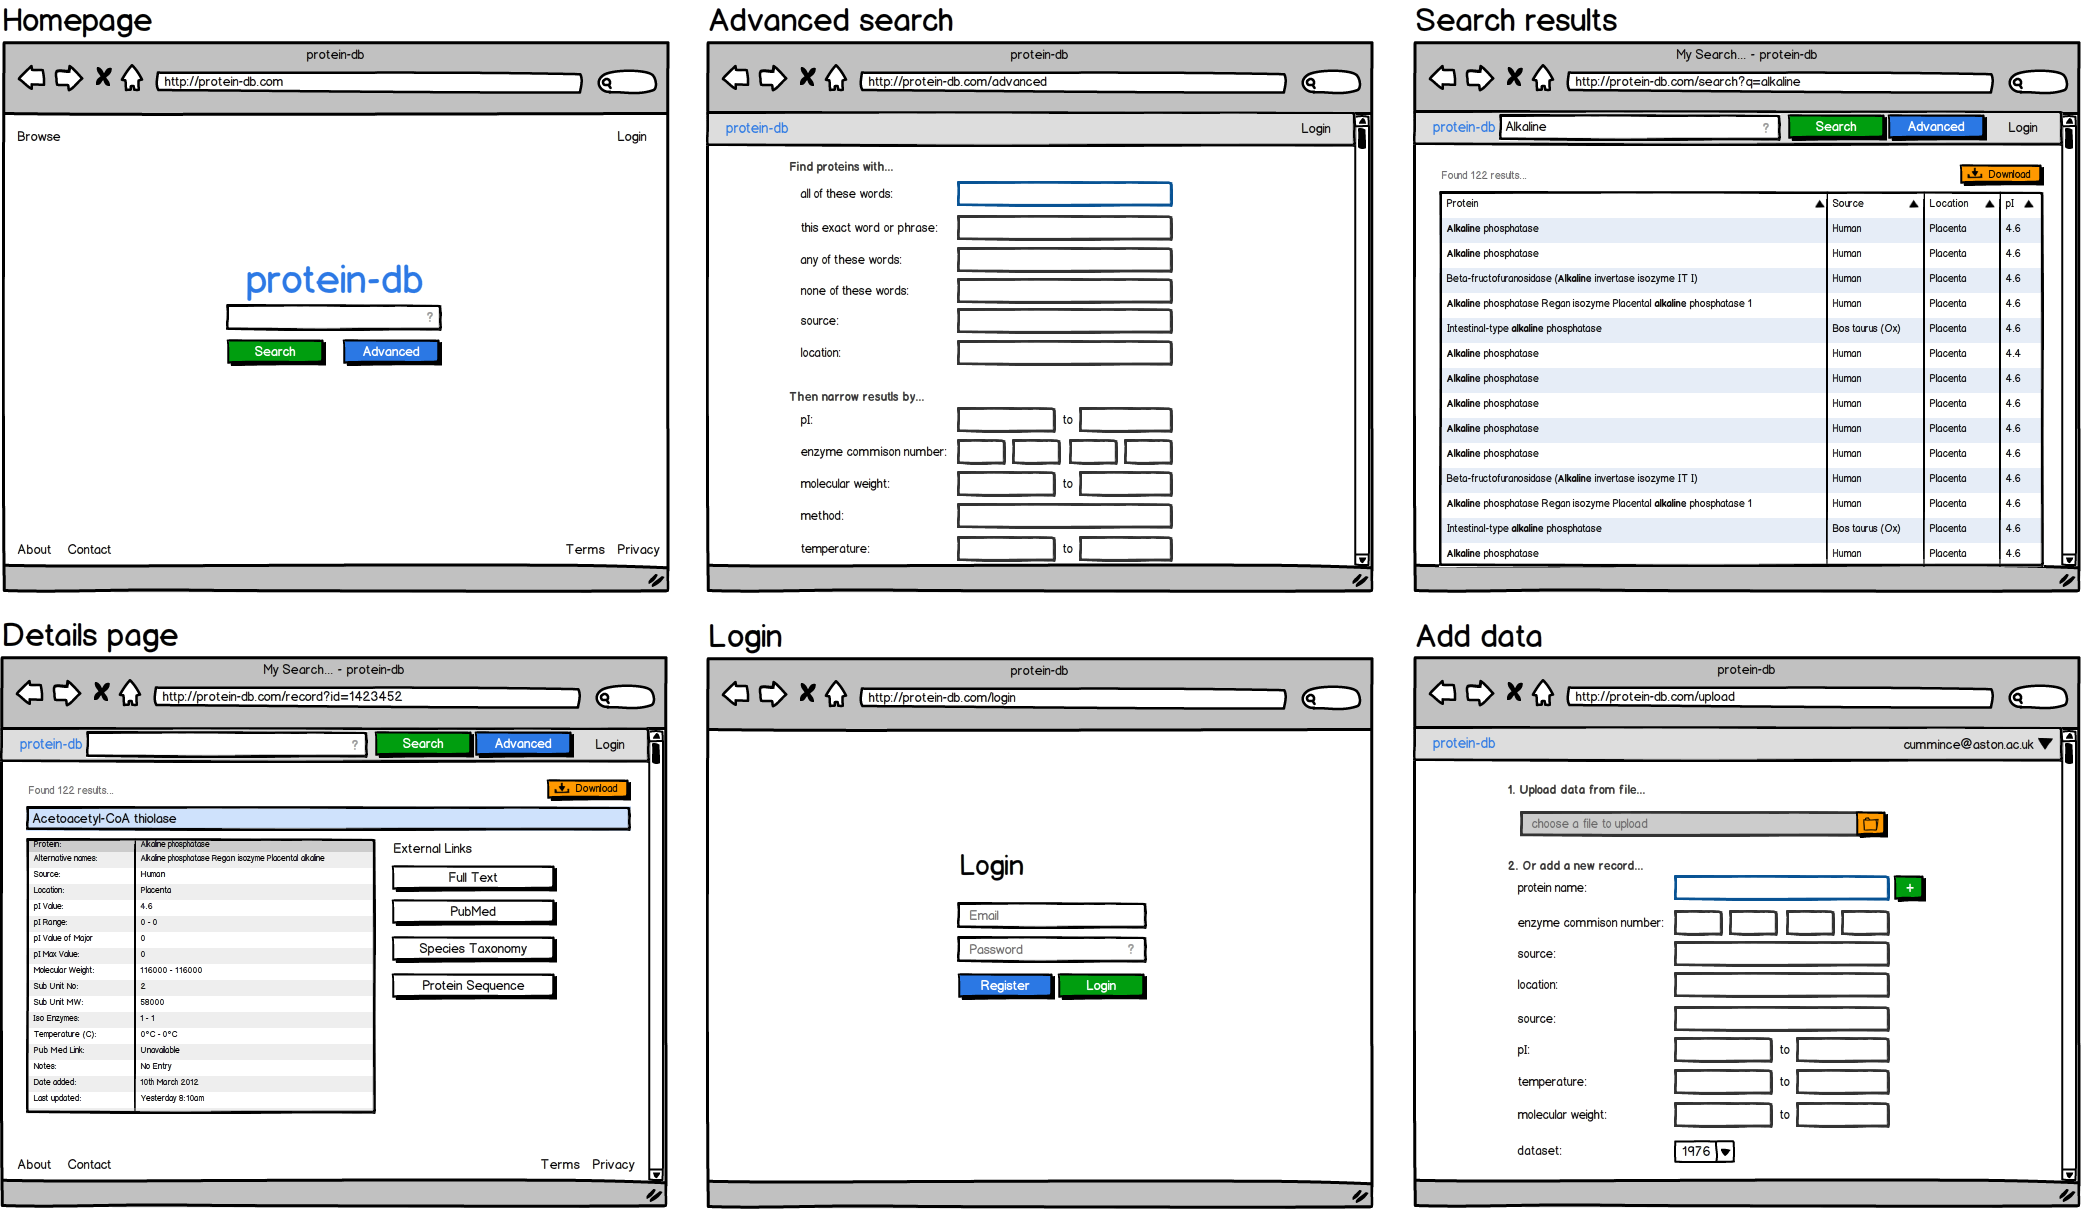 Homepage
protein-db
http://protein-db.com
Browse
Login
protein-db
?
Search
Advanced
About
Contact
Terms
Privacy
Advanced search
protein-db
http://protein-db.com/advanced
protein-db
Login
Find proteins with...
all of these words:
this exact word or phrase:
any of these words:
none of these words:
source:
location:
Then narrow resutls by...
pI:
to
enzyme commison number:
molecular weight:
to
method:
temperature:
to
Search results
My Search... - protein-db
http://protein-db.com/search?q=alkaline
protein-db
Alkaline
?
Search
Advanced
Login
Found 122 results...
Download
Protein Source Location pI
Alkaline phosphatase Human Placenta 4.6
Alkaline phosphatase Human Placenta 4.6
Beta-fructofuranosidase (Alkaline invertase isozyme IT I) Human Placenta 4.6
Alkaline phosphatase Regan isozyme Placental alkaline phosphatase 1 Human Placenta 4.6
Intestinal-type alkaline phosphatase Bos taurus (Ox) Placenta 4.6
Alkaline phosphatase Human Placenta 4.4
Alkaline phosphatase Human Placenta 4.6
Alkaline phosphatase Human Placenta 4.6
Alkaline phosphatase Human Placenta 4.6
Alkaline phosphatase Human Placenta 4.6
Beta-fructofuranosidase (Alkaline invertase isozyme IT I) Human Placenta 4.6
Alkaline phosphatase Regan isozyme Placental alkaline phosphatase 1 Human Placenta 4.6
Intestinal-type alkaline phosphatase Bos taurus (Ox) Placenta 4.6
Alkaline phosphatase Human Placenta 4.6
Details page
My Search... - protein-db
http://protein-db.com/record?id=1423452
protein-db
?
Search
Advanced
Login
Found 122 results...
Download
Acetoacetyl-CoA thiolase
Protein: Alkaline phosphatase
Alternative names: Alkaline phosphatase Regan isozyme Placental alkaline
Source: Human
Location: Placenta
pI Value: 4.6
pI Range: 0 - 0
pI Value of Major 0
pI Max Value: 0
Molecular Weight: 116000 - 116000
Sub Unit No: 2
Sub Unit MW: 58000
Iso Enzymes: 1 - 1
Temperature (C): 0°C - 0°C
Pub Med Link: Unavailable
Notes: No Entry
Date added: 10th March 2012
Last updated: Yesterday 8:10am
External Links
Full Text
PubMed
Species Taxonomy
Protein Sequence
About
Contact
Terms
Privacy
Login
protein-db
http://protein-db.com/login
Login
Email
Password
?
Register
Login
Add data
protein-db
http://protein-db.com/upload
protein-db
cummince@aston.ac.uk
1. Upload data from file...
choose a file to upload
2. Or add a new record...
protein name:
+
enzyme commison number:
source:
location:
source:
pI:
to
temperature:
to
molecular weight:
to
dataset:
1976